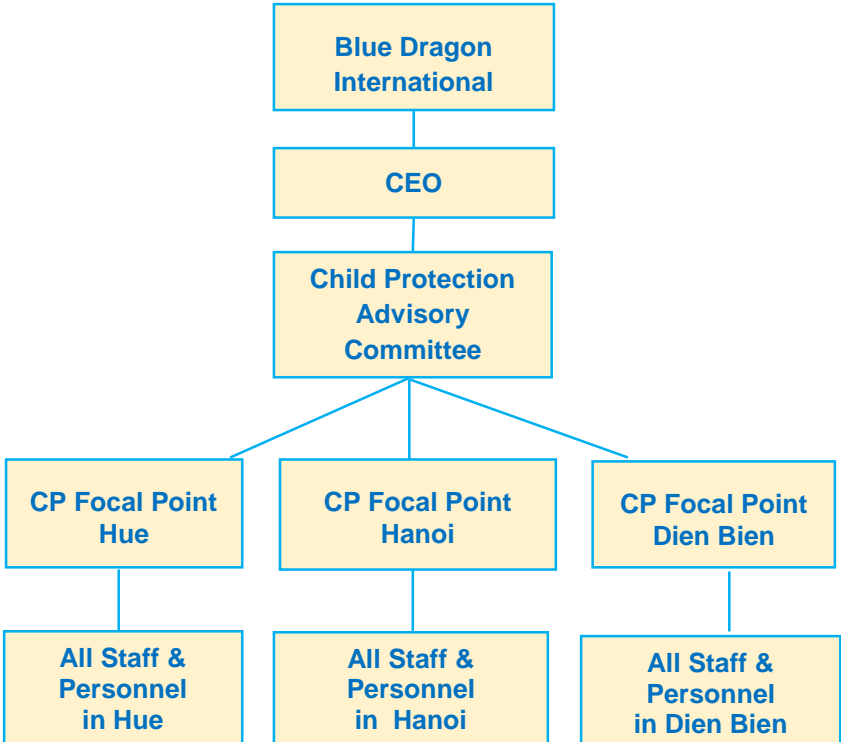 Blue Dragon
International
CEO
Child Protection
Advisory
Committee
CP Focal Point
Hue
CP Focal Point
Hanoi
CP Focal Point
Dien Bien
All Staff &
Personnel
in Hue
All Staff &
Personnel
in Hanoi
All Staff &
Personnel
in Dien Bien